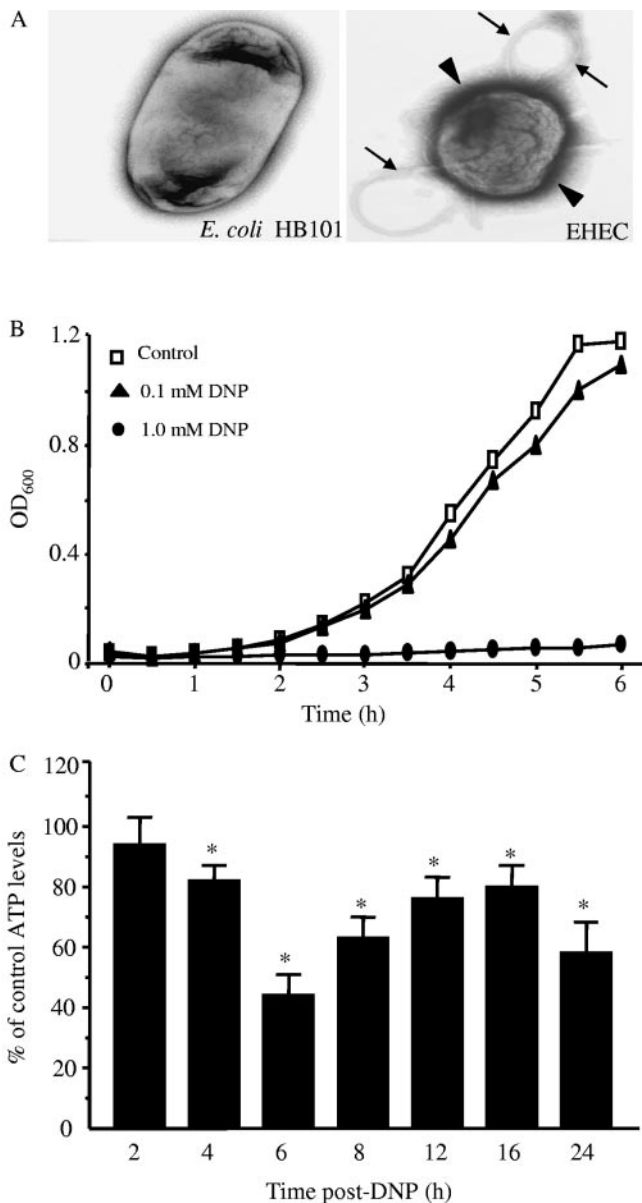 A
E. coli HB101
EHEC
B
1.2
Control
0.1 mM DNP
1.0 mM DNP
0.8
OD600
0.4
0
0 1 2 3 4 5 6
Time (h)
C
120
100
80
60
40
20
0
% of control ATP levels
* * * * * *
2 4 6 8 12 16 24
Time post-DNP (h)